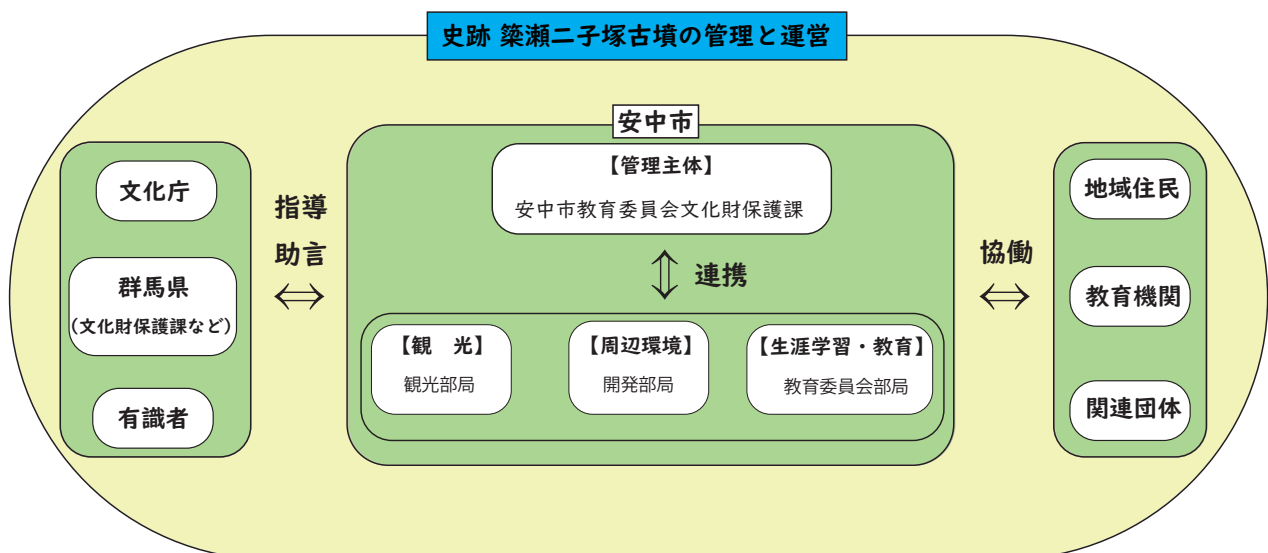 史跡 簗瀬二子塚古墳の管理と運営
文化庁
群馬県
(文化財保護課など)
有識者
指導
助言
安中市
【管理主体】
安中市教育委員会文化財保護課
連携
【観　光】
観光部局
【周辺環境】
開発部局
【生涯学習・教育】
教育委員会部局
協働
地域住民
教育機関
関連団体